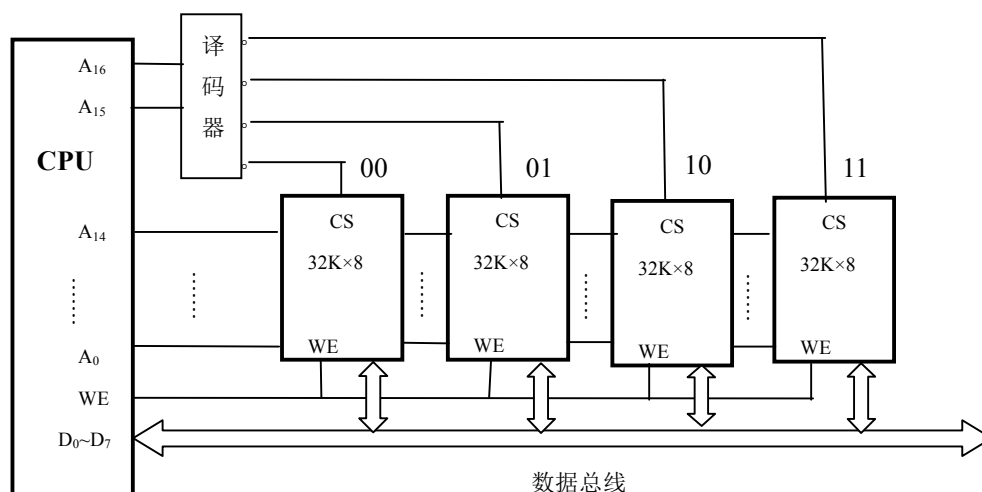 译
码
器
A₁₆
A₁₅
CPU
00
01
10
11
A₁₄
CS
CS
CS
CS
32K×8
32K×8
32K×8
32K×8
A₀
WE
WE
WE
WE
WE
D₀~D₇
数据总线